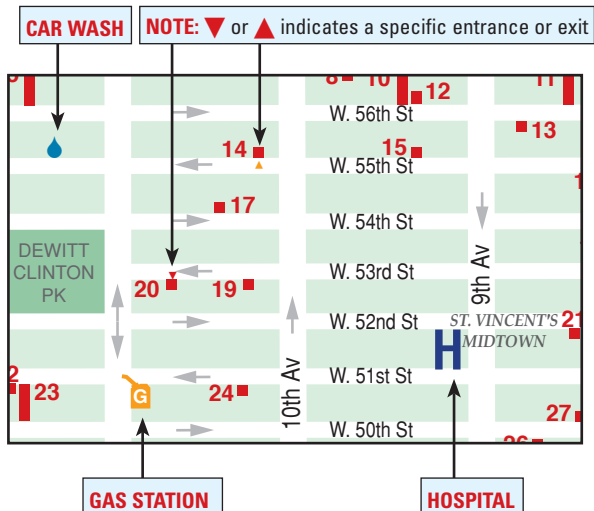 CAR WASH
NOTE: ▼ or ▲ indicates a specific entrance or exit
8
10
11
12
W. 56th St
13
14
15
W. 55th St
17
W. 54th St
DEWITT
CLINTON
PK
W. 53rd St
9th Av
20
19
W. 52nd St
ST. VINCENT'S
MIDTOWN
21
H
W. 51st St
10th Av
2
23
G
24
27
W. 50th St
26
GAS STATION
HOSPITAL